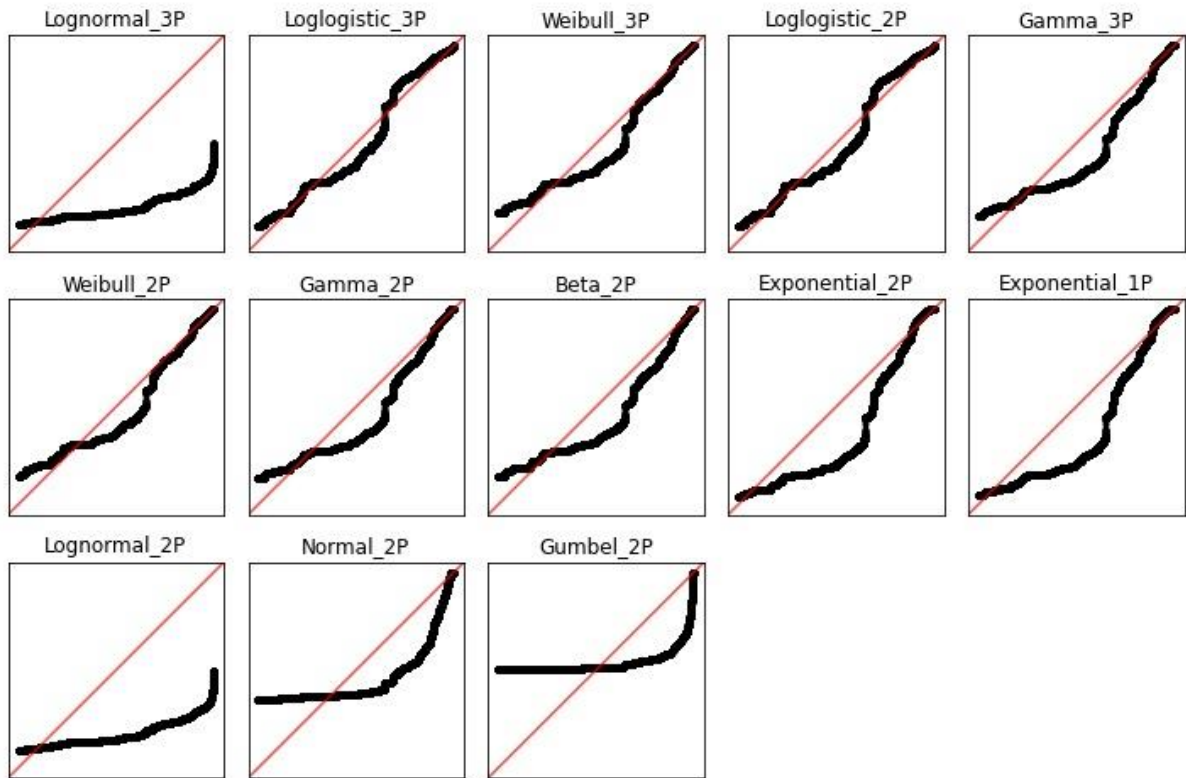 Lognormal_3P
Loglogistic_3P
Weibull_3P
Loglogistic_2P
Gamma_3P
Weibull_2P
Gamma_2P
Beta_2P
Exponential_2P
Exponential_1P
Lognormal_2P
Normal_2P
Gumbel_2P